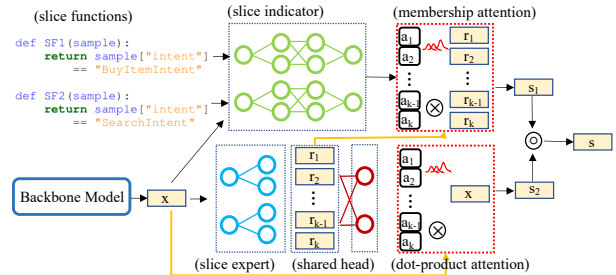 (slice functions)
(slice indicator)
(membership attention)
def SF1(sample):
return sample["intent"]
== "BuyItemIntent"
def SF2(sample):
return sample["intent"]
== "SearchIntent"
a1
a2
ak-1
ak
r1
r2
rk-1
rk
s1
s
Backbone Model
x
r1
r2
rk-1
rk
a1
a2
ak-1
ak
x
s2
(slice expert)
(shared head)
(dot-product attention)